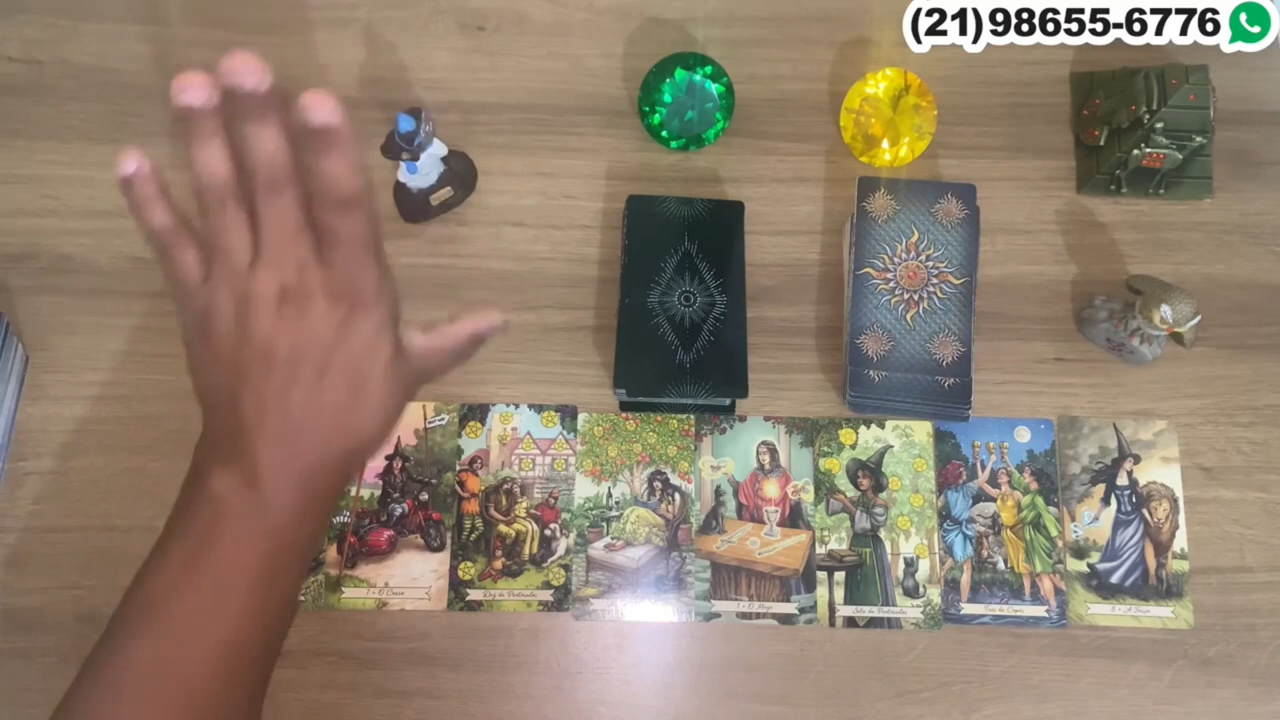 (21)98655-6776
7 • O Carro
Dez de Pentáculos
1 • O Mago
Sete de Pentáculos
Três de Copas
8 • A Força